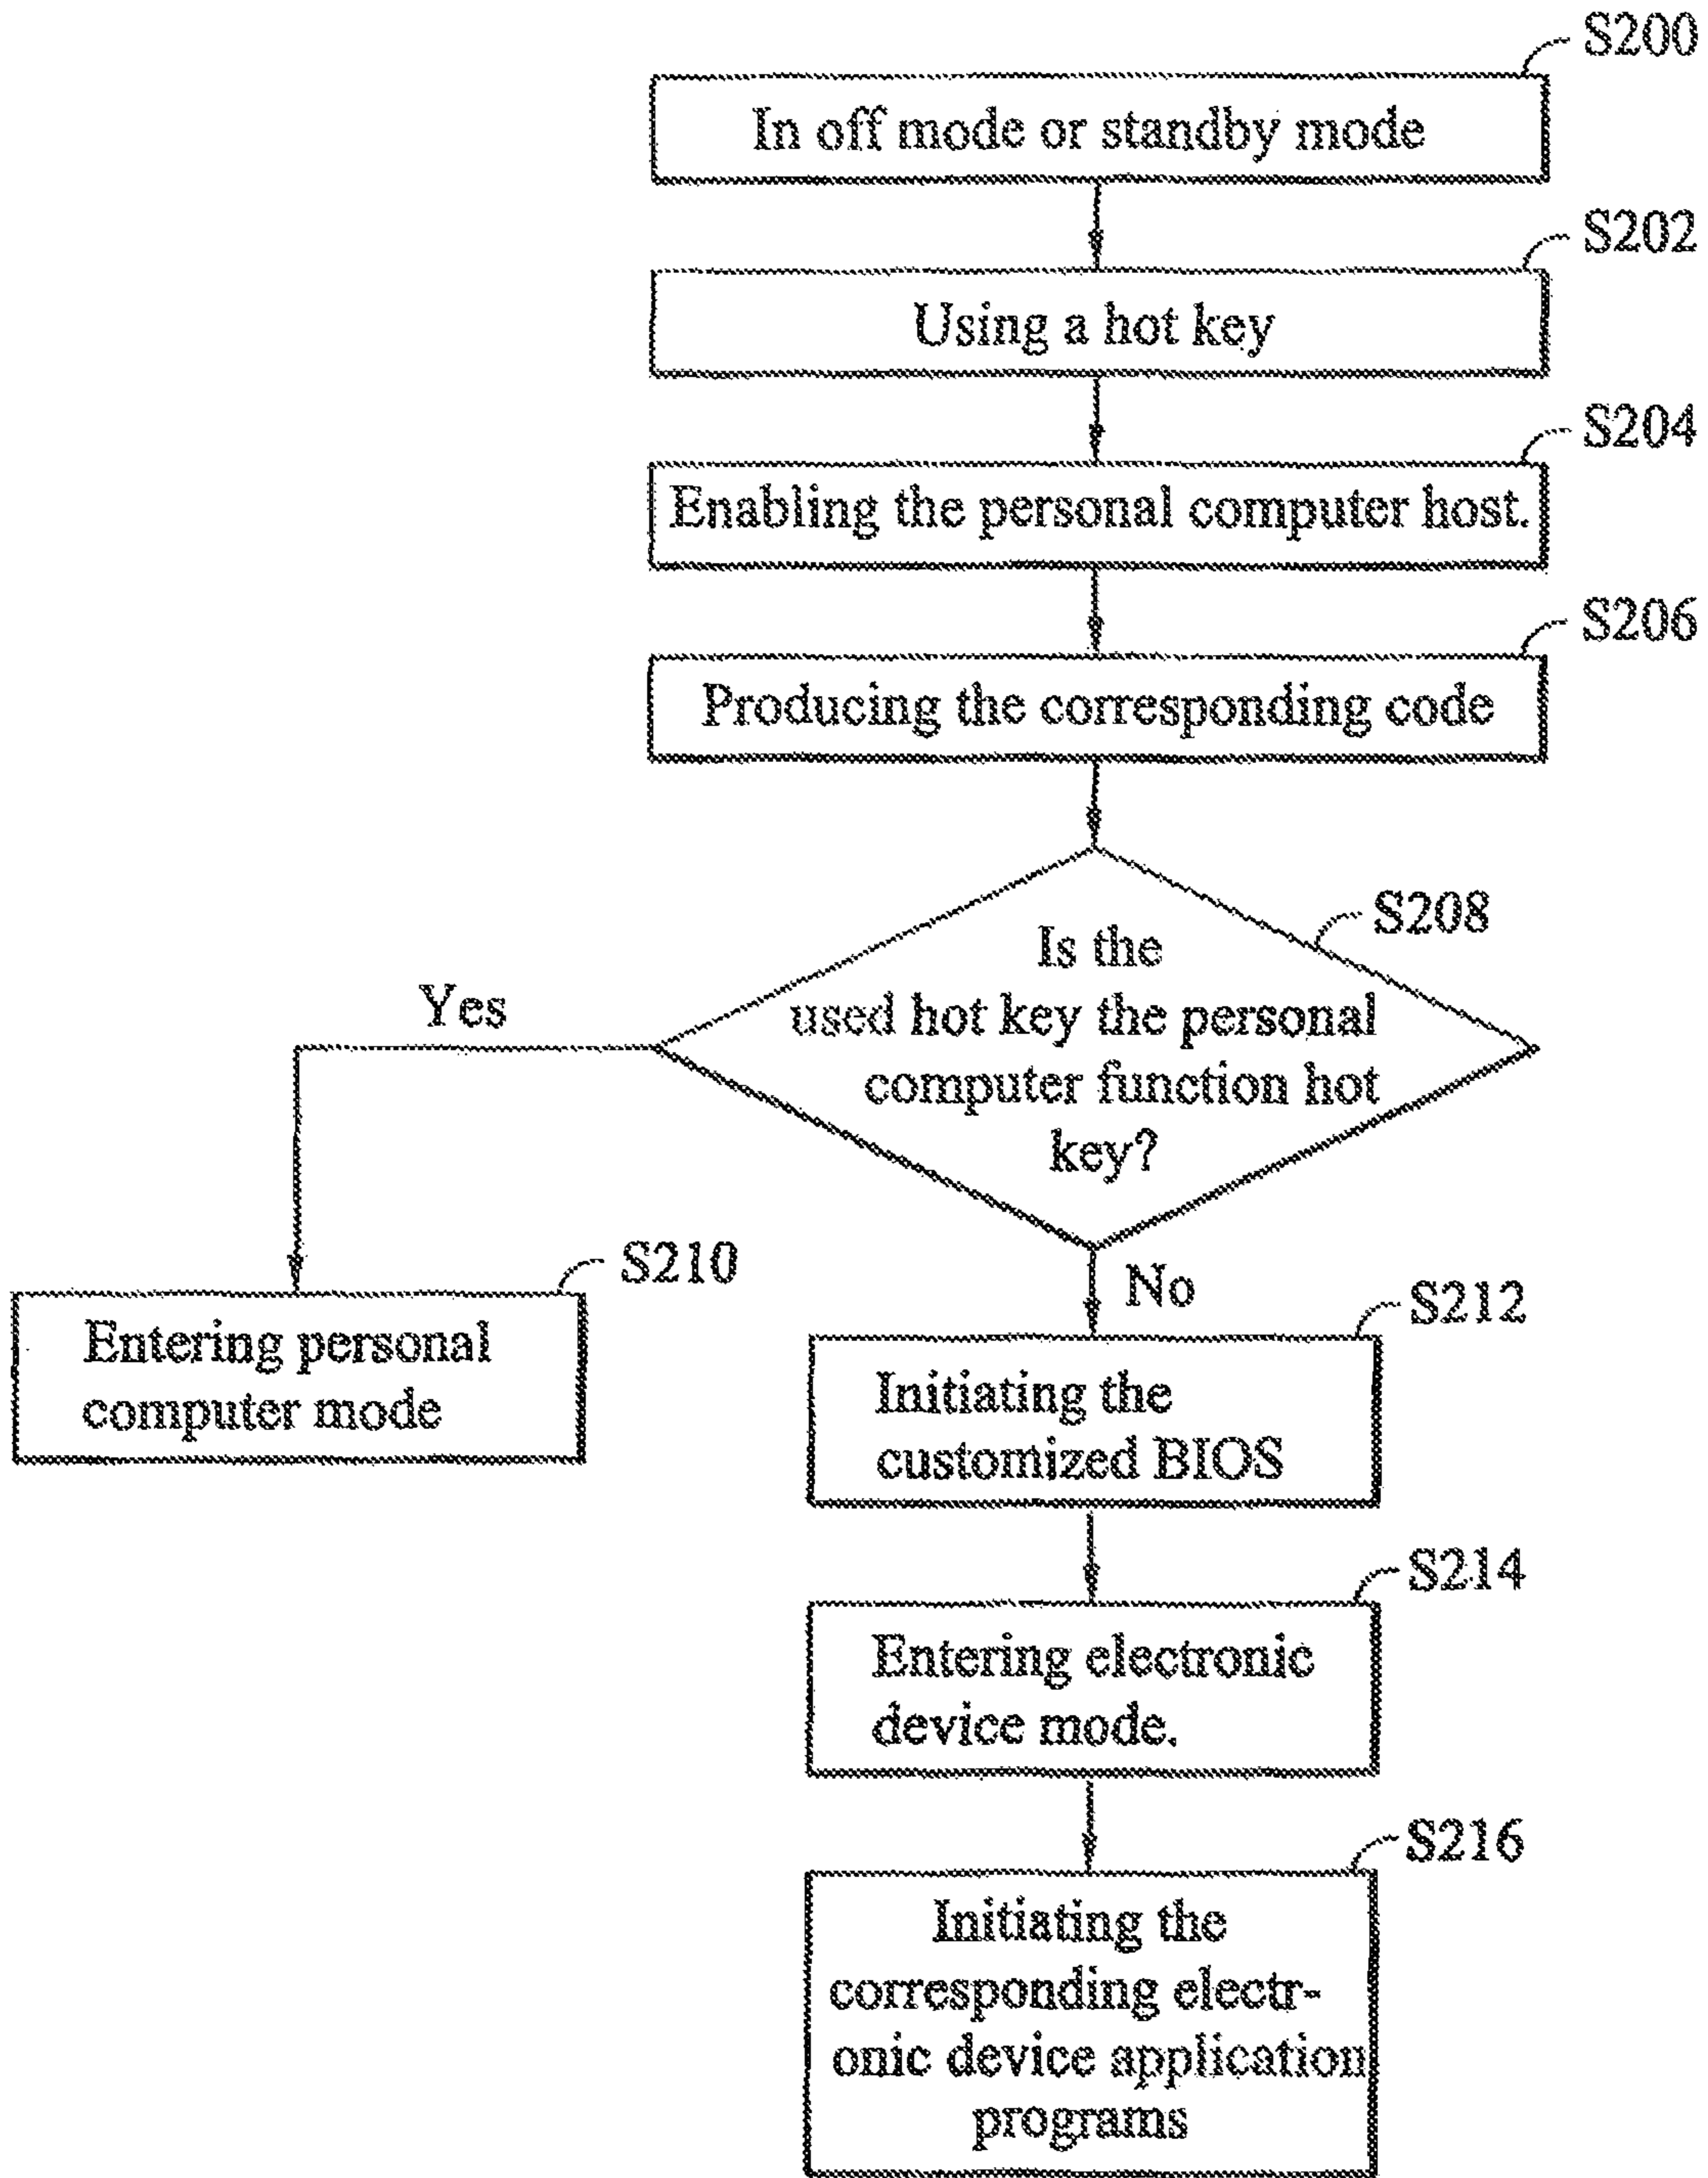 S200
In off mode or standby mode
S202
Using a hot key
S204
Enabling the personal computer host.
S206
Producing the corresponding code
S208
Is the
used hot key the personal
computer function hot
key?
Yes
No
S210
Entering personal
computer mode
S212
Initiating the
customized BIOS
S214
Entering electronic
device mode.
S216
Initiating the
corresponding electr-
onic device application
programs